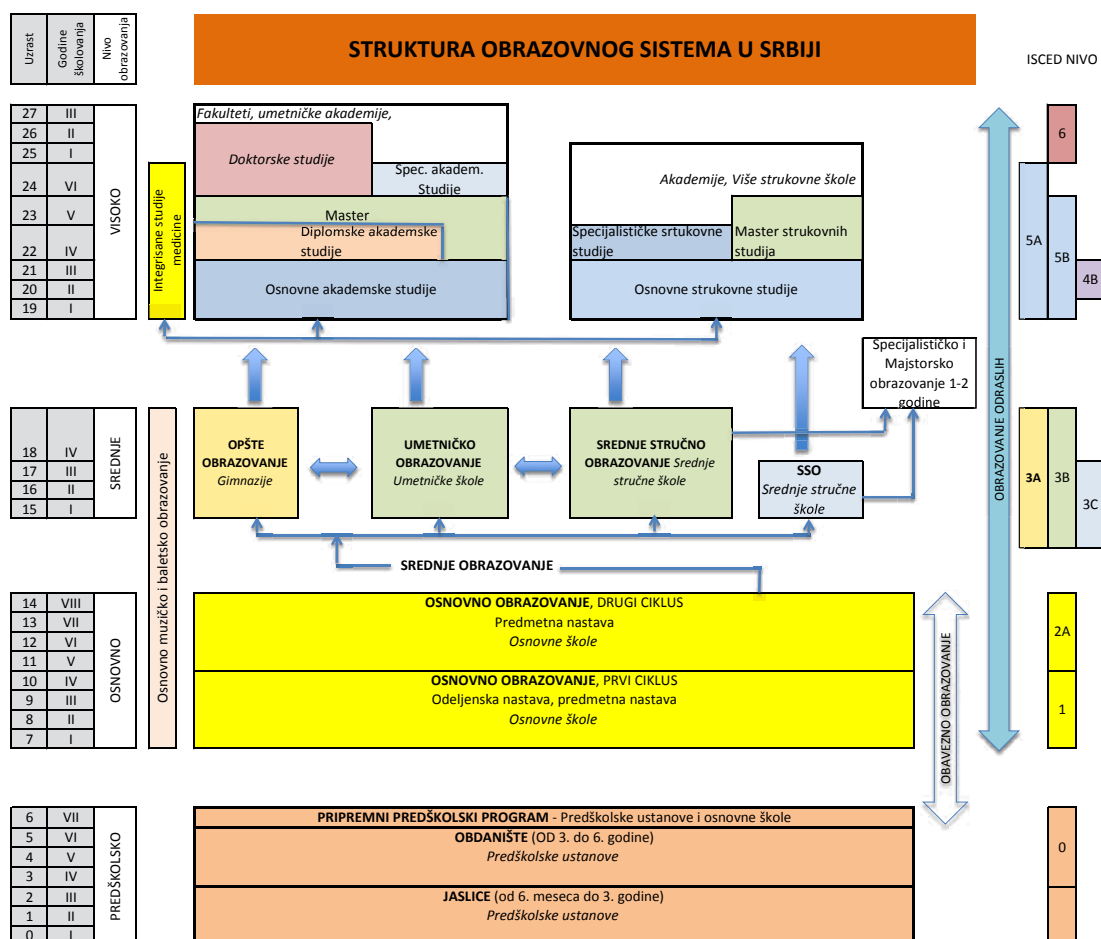 Uzrast
Godine
školovanja
Nivo
obrazovanja
STRUKTURA OBRAZOVNOG SISTEMA U SRBIJI
ISCED NIVO
27 III
26 II
25 I
24 VI
23 V
22 IV
21 III
20 II
19 I
VISOKO
Integrisane studije
medicine
Fakulteti, umetničke akademije,
Doktorske studije
Spec. akadem.
Studije
Master
Diplomske akademske
studije
Osnovne akademske studije
Akademije, Više strukovne škole
Specijalističke srtukovne
studije
Master strukovnih
studija
Osnovne strukovne studije
6
5A
5B
4B
Specijalističko i
Majstorsko
obrazovanje 1-2
godine
OBRAZOVANJE ODRASLIH
18 IV
17 III
16 II
15 I
SREDNJE
Osnovno muzičko i baletsko obrazovanje
OPŠTE
OBRAZOVANJE
Gimnazije
UMETNIČKO
OBRAZOVANJE
Umetničke škole
SREDNJE STRUČNO
OBRAZOVANJE Srednje
stručne škole
SSO
Srednje stručne
škole
3A
3B
3C
SREDNJE OBRAZOVANJE
14 VIII
13 VII
12 VI
11 V
10 IV
9 III
8 II
7 I
OSNOVNO
OSNOVNO OBRAZOVANJE, DRUGI CIKLUS
Predmetna nastava
Osnovne škole
OSNOVNO OBRAZOVANJE, PRVI CIKLUS
Odeljenska nastava, predmetna nastava
Osnovne škole
OBAVEZNO OBRAZOVANJE
2A
1
6 VII
5 VI
4 V
3 IV
2 III
1 II
0 I
PREDŠKOLSKO
PRIPREMNI PREDŠKOLSKI PROGRAM - Predškolske ustanove i osnovne škole
OBDANIŠTE (OD 3. do 6. godine)
Predškolske ustanove
JASLICE (od 6. meseca do 3. godine)
Predškolske ustanove
0